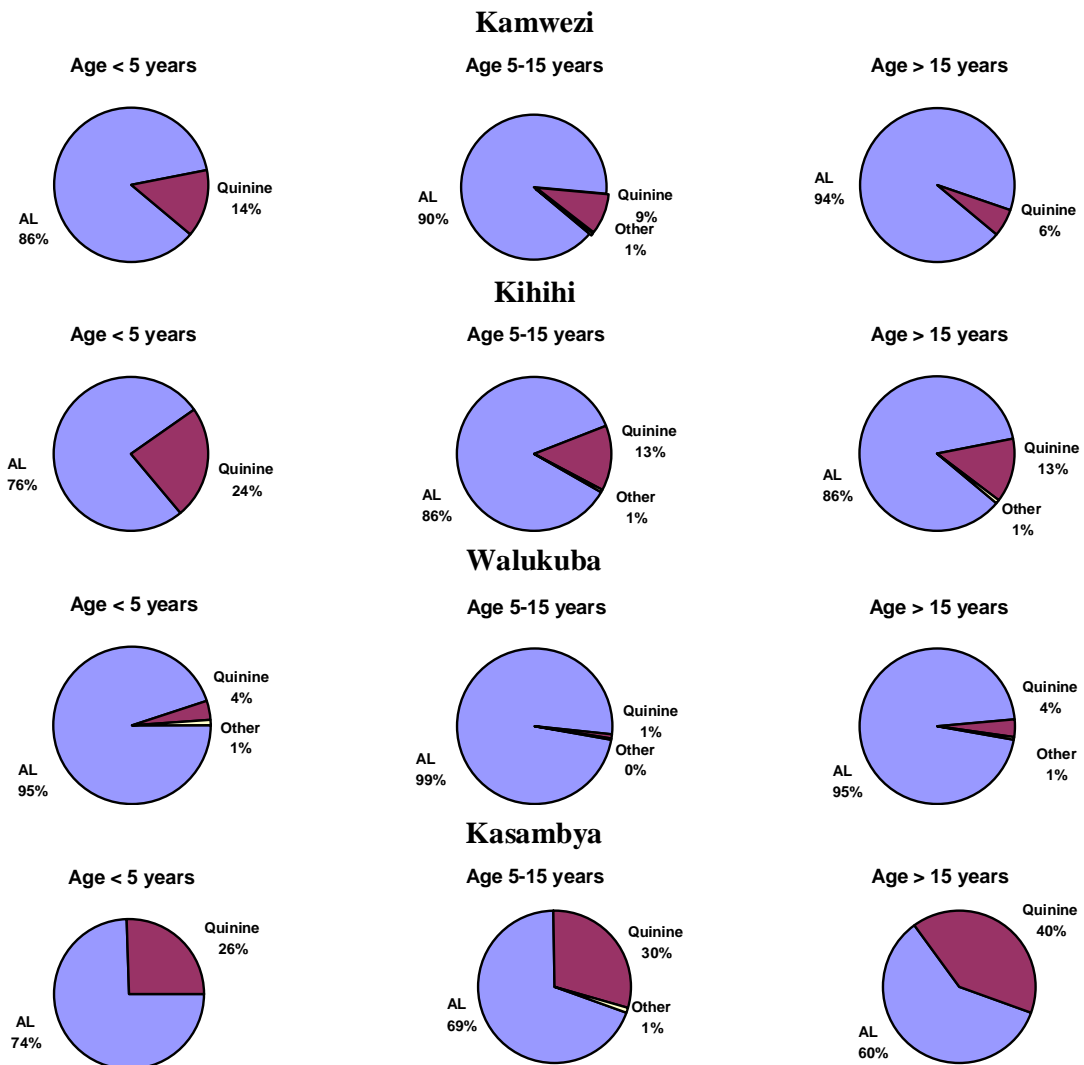 Kamwezi
Age < 5 years
AL
86%
Quinine
14%
Age 5-15 years
AL
90%
Quinine
9%
Other
1%
Age > 15 years
AL
94%
Quinine
6%
Kihihi
Age < 5 years
AL
76%
Quinine
24%
Age 5-15 years
AL
86%
Quinine
13%
Other
1%
Age > 15 years
AL
86%
Quinine
13%
Other
1%
Walukuba
Age < 5 years
AL
95%
Quinine
4%
Other
1%
Age 5-15 years
AL
99%
Quinine
1%
Other
0%
Age > 15 years
AL
95%
Quinine
4%
Other
1%
Kasambya
Age < 5 years
AL
74%
Quinine
26%
Age 5-15 years
AL
69%
Quinine
30%
Other
1%
Age > 15 years
AL
60%
Quinine
40%